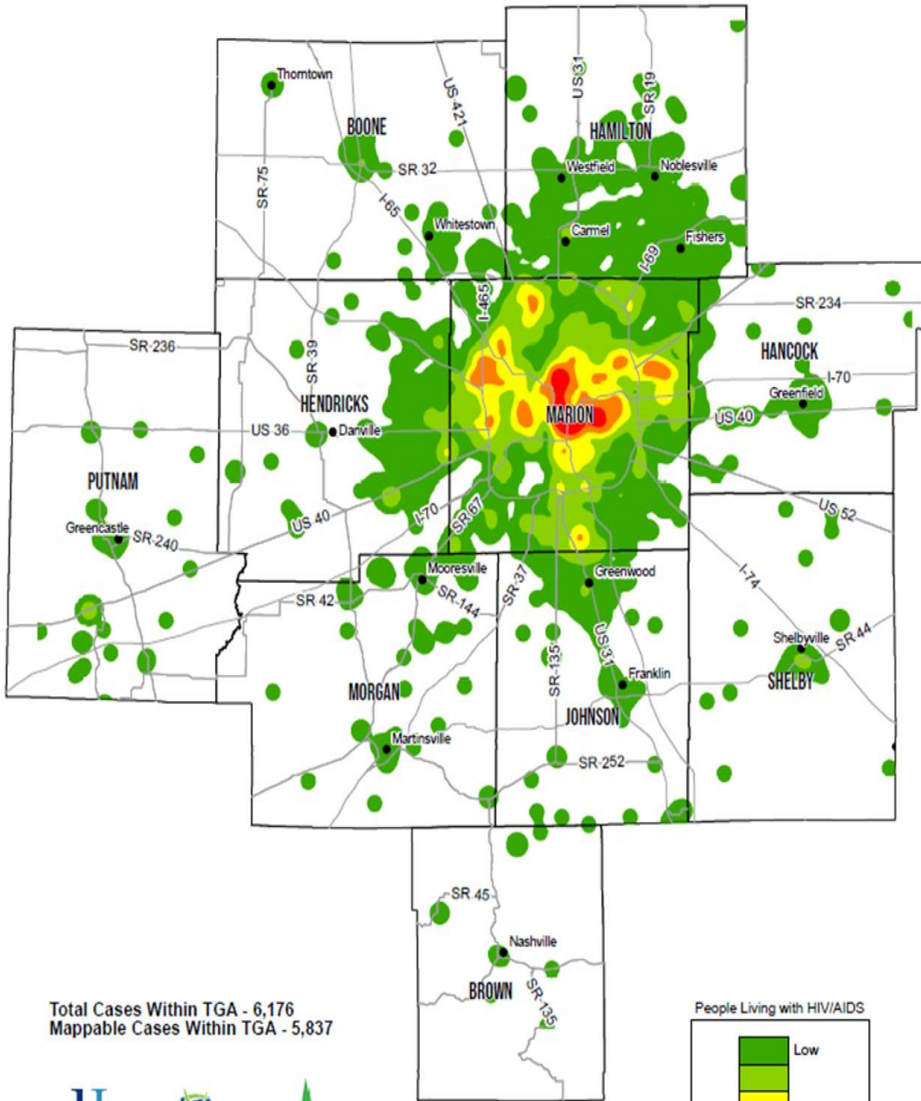 Thorntown
BOONE
US 421
US 31
SR 19
HAMILTON
Westfield
Noblesville
SR 32
SR-75
I-65
Whitestown
Carmel
Fishers
I-69
I-465
SR-234
SR-236
SR-39
HANCOCK
I-70
HENDRICKS
Greenfield
MARION
US 40
US 36
Danville
PUTNAM
US 40
I-70
SR-67
US 52
Greencastle
SR-240
Mooresville
SR-37
Greenwood
I-74
SR 42
SR-144
US-31
SR-135
Shelbyville
SR-44
SHELBY
MORGAN
Franklin
JOHNSON
Martinsville
SR-252
SR-45
Nashville
BROWN
SR-135
Total Cases Within TGA - 6,176
Mappable Cases Within TGA - 5,837
People Living with HIV/AIDS
Low